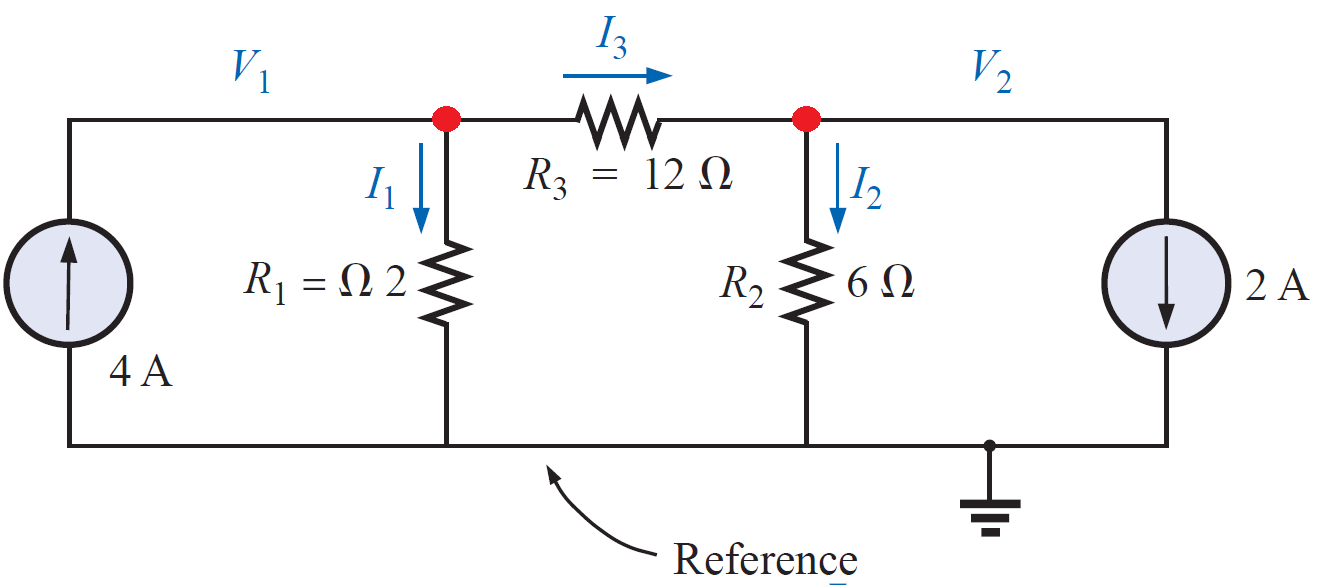 I3
V1
V2
I1
R3 = 12 Ω
I2
R1 = Ω 2
R2
6 Ω
2 A
4 A
Reference